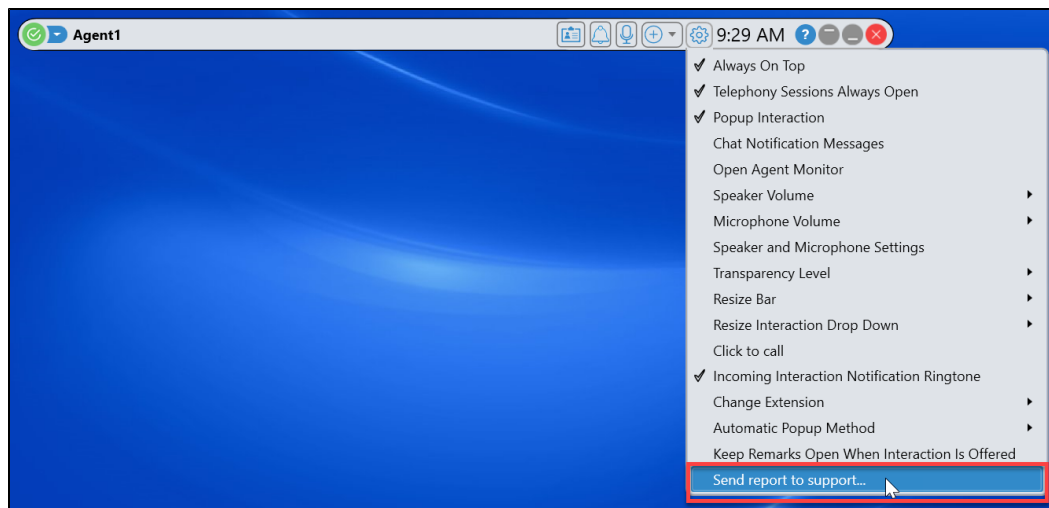 Agent1
9:29 AM ?
Always On Top
Telephony Sessions Always Open
Popup Interaction
Chat Notification Messages
Open Agent Monitor
Speaker Volume
Microphone Volume
Speaker and Microphone Settings
Transparency Level
Resize Bar
Resize Interaction Drop Down
Click to call
Incoming Interaction Notification Ringtone
Change Extension
Automatic Popup Method
Keep Remarks Open When Interaction Is Offered
Send report to support...